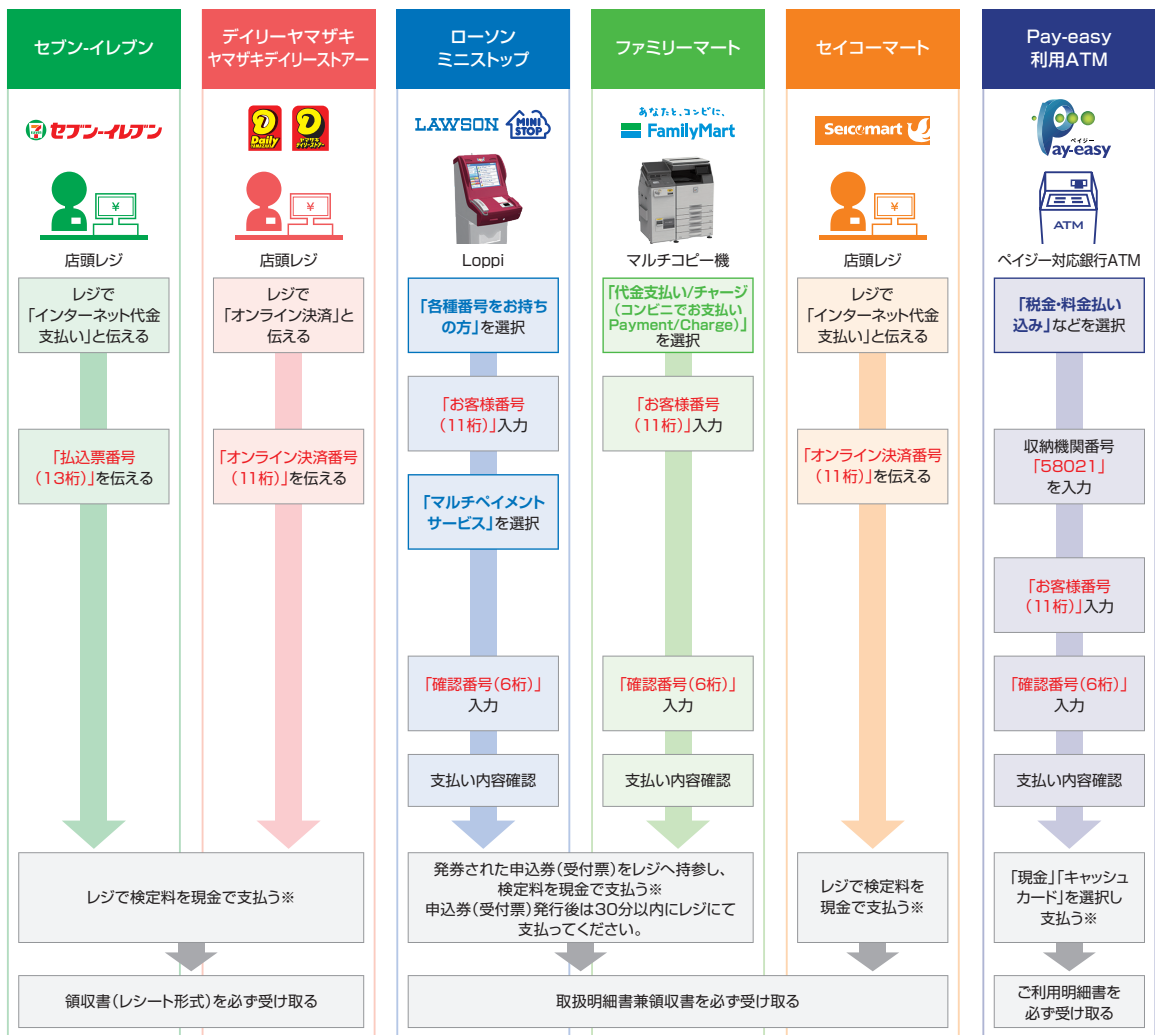 セブン-イレブン
デイリーヤマザキ
ヤマザキデイリーストアー
ローソン
ミニストップ
ファミリーマート
セイコーマート
Pay-easy
利用ATM
セブン-イレブン
Daily
YAMAZAKI
ヤマザキ
デイリーストアー
LAWSON
MINI
STOP
あなたと、コンビに、
FamilyMart
Seicomart
ペイジー
Pay-easy
¥
¥
¥
ATM
店頭レジ
店頭レジ
Loppi
マルチコピー機
店頭レジ
ペイジー対応銀行ATM
レジで
「インターネット代金
支払い」と伝える
レジで
「オンライン決済」と
伝える
「各種番号をお持ち
の方」を選択
「代金支払い/チャージ
(コンビニでお支払い
Payment/Charge)」
を選択
レジで
「インターネット代金
支払い」と伝える
「税金・料金払い
込み」などを選択
「お客様番号
(11桁)」入力
「お客様番号
(11桁)」入力
「払込票番号
(13桁)」を伝える
「オンライン決済番号
(11桁)」を伝える
「マルチペイメント
サービス」を選択
「オンライン決済番号
(11桁)」を伝える
収納機関番号
「58021」
を入力
「お客様番号
(11桁)」入力
「確認番号(6桁)」
入力
「確認番号(6桁)」
入力
「確認番号(6桁)」
入力
支払い内容確認
支払い内容確認
支払い内容確認
レジで検定料を現金で支払う※
発券された申込券(受付票)をレジへ持参し、
検定料を現金で支払う※
申込券(受付票)発行後は30分以内にレジにて
支払ってください。
レジで検定料を
現金で支払う※
「現金」「キャッシュ
カード」を選択し
支払う※
領収書(レシート形式)を必ず受け取る
取扱明細書兼領収書を必ず受け取る
ご利用明細書を
必ず受け取る